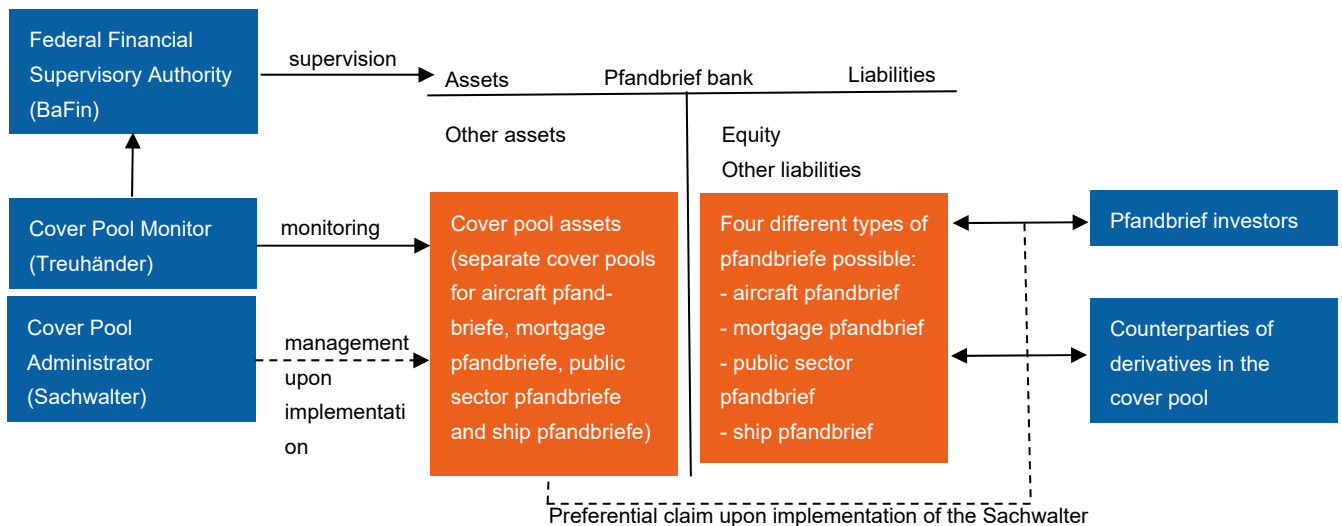 Federal Financial
Supervisory Authority
(BaFin)
supervision
Assets
Pfandbrief bank
Liabilities
Other assets
Equity
Other liabilities
Cover Pool Monitor
(Treuhänder)
monitoring
Cover Pool
Administrator
(Sachwalter)
management
upon
implementati
on
Cover pool assets
(separate cover pools
for aircraft pfand-
briefe, mortgage
pfandbriefe, public
sector pfandbriefe
and ship pfandbriefe)
Four different types of
pfandbriefe possible:
- aircraft pfandbrief
- mortgage pfandbrief
- public sector
pfandbrief
- ship pfandbrief
Pfandbrief investors
Counterparties of
derivatives in the
cover pool
Preferential claim upon implementation of the Sachwalter